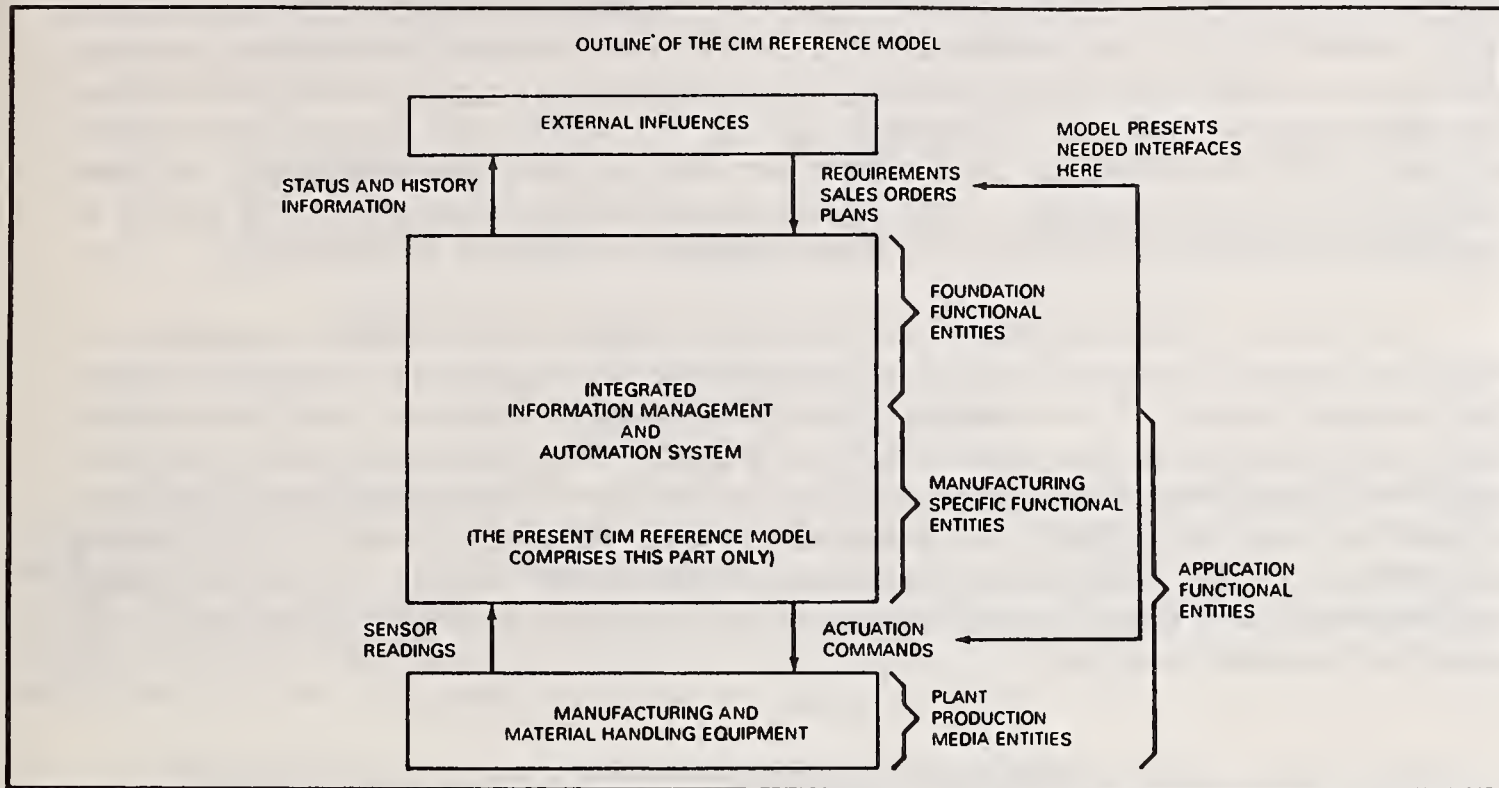 OUTLINE OF THE CIM REFERENCE MODEL
EXTERNAL INFLUENCES
MODEL PRESENTS
NEEDED INTERFACES
HERE
STATUS AND HISTORY
INFORMATION
REQUIREMENTS
SALES ORDERS
PLANS
FOUNDATION
FUNCTIONAL
ENTITIES
INTEGRATED
INFORMATION MANAGEMENT
AND
AUTOMATION SYSTEM
MANUFACTURING
SPECIFIC FUNCTIONAL
ENTITIES
(THE PRESENT CIM REFERENCE MODEL
COMPRISES THIS PART ONLY)
APPLICATION
FUNCTIONAL
ENTITIES
SENSOR
READINGS
ACTUATION
COMMANDS
MANUFACTURING AND
MATERIAL HANDLING EQUIPMENT
PLANT
PRODUCTION
MEDIA ENTITIES